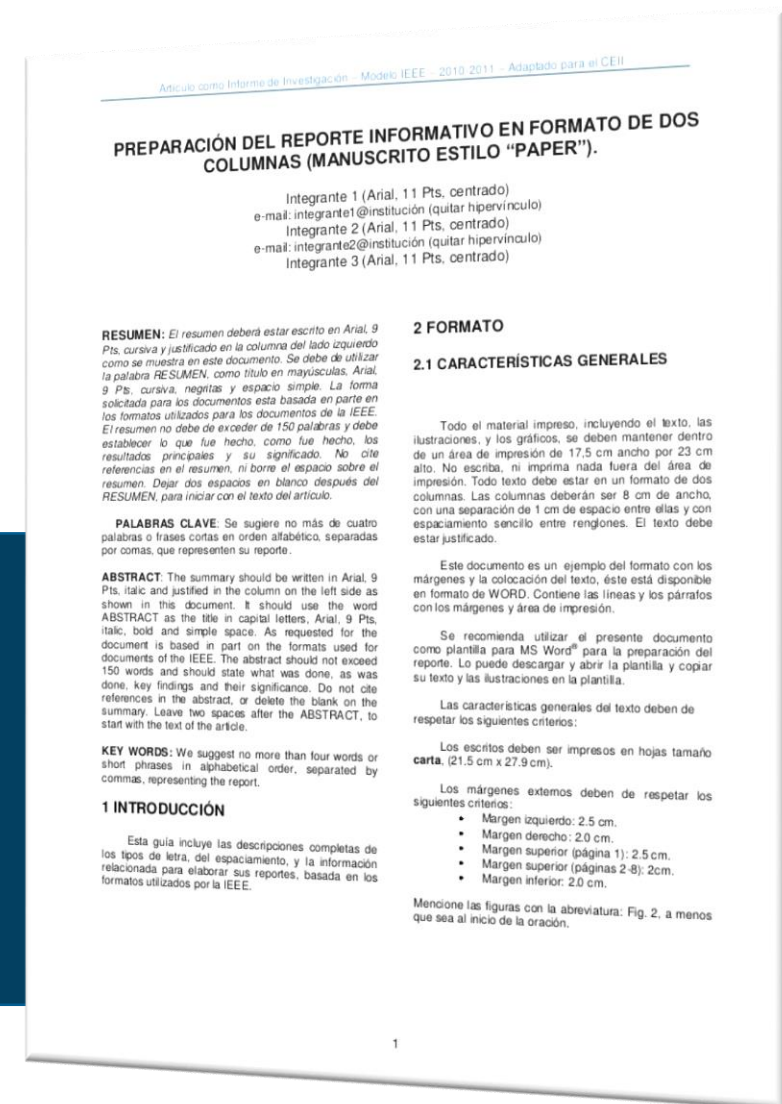 Artículo como Informe de Investigación – Modelo IEEE – 2010-2011 – Adaptado para el CEII
PREPARACIÓN DEL REPORTE INFORMATIVO EN FORMATO DE DOS
COLUMNAS (MANUSCRITO ESTILO “PAPER”).
Integrante 1 (Arial, 11 Pts, centrado)
e-mail: integrante1@institución (quitar hipervínculo)
Integrante 2 (Arial, 11 Pts, centrado)
e-mail: integrante2@institución (quitar hipervínculo)
Integrante 3 (Arial, 11 Pts, centrado)
RESUMEN: El resumen deberá estar escrito en Arial, 9
Pts, cursiva y justificado en la columna del lado izquierdo
como se muestra en este documento. Se debe de utilizar
la palabra RESUMEN, como título en mayúsculas, Arial,
9 Pts, cursiva, negritas y espacio simple. La forma
solicitada para los documentos esta basada en parte en
los formatos utilizados para los documentos de la IEEE.
El resumen no debe de exceder de 150 palabras y debe
establecer lo que fue hecho, como fue hecho, los
resultados principales y su significado. No cite
referencias en el resumen, ni borre el espacio sobre el
resumen. Dejar dos espacios en blanco después del
RESUMEN, para iniciar con el texto del artículo.
PALABRAS CLAVE: Se sugiere no más de cuatro
palabras o frases cortas en orden alfabético, separadas
por comas, que representen su reporte.
ABSTRACT: The summary should be written in Arial, 9
Pts, italic and justified in the column on the left side as
shown in this document. It should use the word
ABSTRACT as the title in capital letters, Arial, 9 Pts,
italic, bold and simple space. As requested for the
document is based in part on the formats used for
documents of the IEEE. The abstract should not exceed
150 words and should state what was done, as was
done, key findings and their significance. Do not cite
references in the abstract, or delete the blank on the
summary. Leave two spaces after the ABSTRACT, to
start with the text of the article.
KEY WORDS: We suggest no more than four words or
short phrases in alphabetical order, separated by
commas, representing the report.
1 INTRODUCCIÓN
Esta guía incluye las descripciones completas de
los tipos de letra, del espaciamiento, y la información
relacionada para elaborar sus reportes, basada en los
formatos utilizados por la IEEE.
2 FORMATO
2.1 CARACTERÍSTICAS GENERALES
Todo el material impreso, incluyendo el texto, las
ilustraciones, y los gráficos, se deben mantener dentro
de un área de impresión de 17,5 cm ancho por 23 cm
alto. No escriba, ni imprima nada fuera del área de
impresión. Todo texto debe estar en un formato de dos
columnas. Las columnas deberán ser 8 cm de ancho,
con una separación de 1 cm de espacio entre ellas y con
espaciamiento sencillo entre renglones. El texto debe
estar justificado.
Este documento es un ejemplo del formato con los
márgenes y la colocación del texto, éste está disponible
en formato de WORD. Contiene las líneas y los párrafos
con los márgenes y área de impresión.
Se recomienda utilizar el presente documento
como plantilla para MS Word® para la preparación del
reporte. Lo puede descargar y abrir la plantilla y copiar
su texto y las ilustraciones en la plantilla.
Las características generales del texto deben de
respetar los siguientes criterios:
Los escritos deben ser impresos en hojas tamaño
carta, (21.5 cm x 27.9 cm).
Los márgenes externos deben de respetar los
siguientes criterios:
• Margen izquierdo: 2.5 cm.
• Margen derecho: 2.0 cm.
• Margen superior (página 1): 2.5 cm.
• Margen superior (páginas 2-8): 2cm.
• Margen inferior: 2.0 cm.
Mencione las figuras con la abreviatura: Fig. 2, a menos
que sea al inicio de la oración.
1